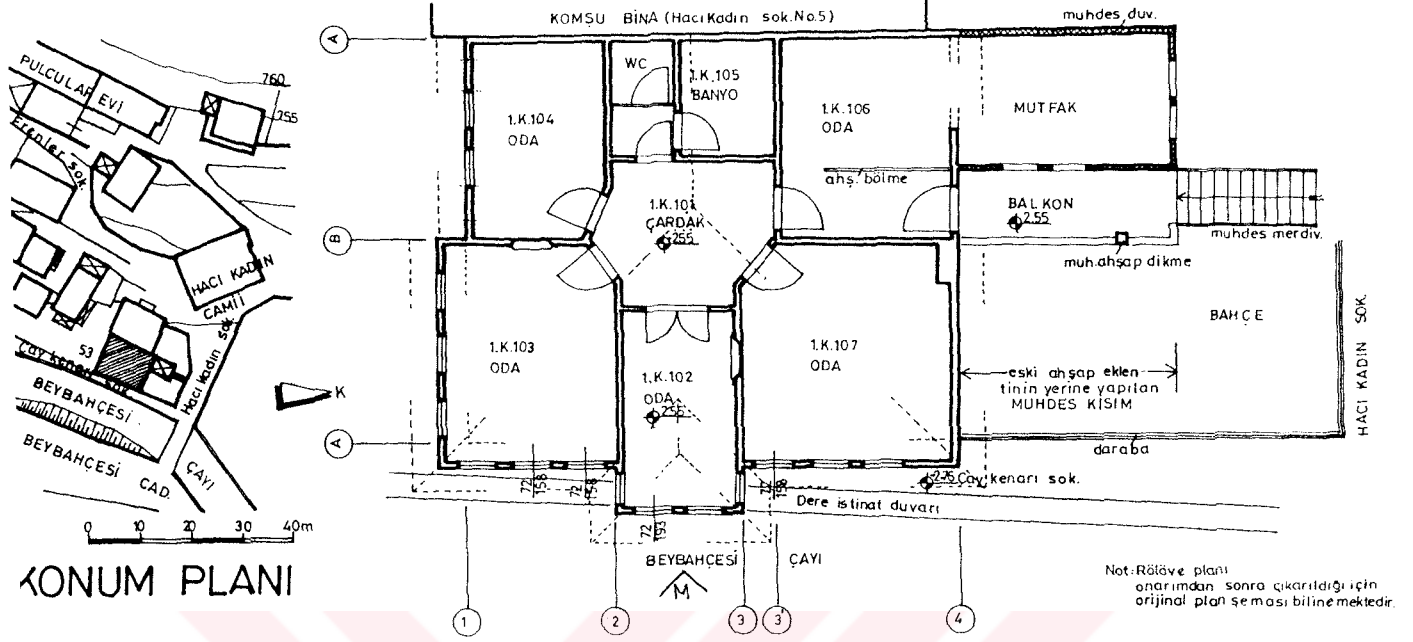 PULCULAR EVİ
760
755
Erenler sok.
HACI KADIN
CAMİİ
53
Çay kenarı sok.
Hacı Kadın sok.
BEYBAHÇESİ
BEYBAHÇESİ CAD.
ÇAYI
K
0 10 20 30 40m
KONUM PLANI
KOMŞU BİNA (Hacı Kadın sok.No.5)
muhdes duv.
A
WC
1.K.105
BANYO
1.K.104
ODA
1.K.106
ODA
MUTFAK
ahş. bölme
1.K.101
ÇARDAK
255
BALKON
2.55
B
muhdes merdiv.
muh.ahşap dikme
BAHÇE
HACI KADIN SOK.
1.K.103
ODA
1.K.102
ODA
255
1.K.107
ODA
eski ahşap eklen-
tinin yerine yapılan
MUHDES KISIM
A
daraba
72
158
72
158
72
158
72
193
Çay kenarı sok.
Dere istinat duvarı
BEYBAHÇESİ ÇAYI
M
1
2
3
3'
4
Not: Rölöve planı
onarımdan sonra çıkarıldığı için
orijinal plan şeması bilinemektedir.